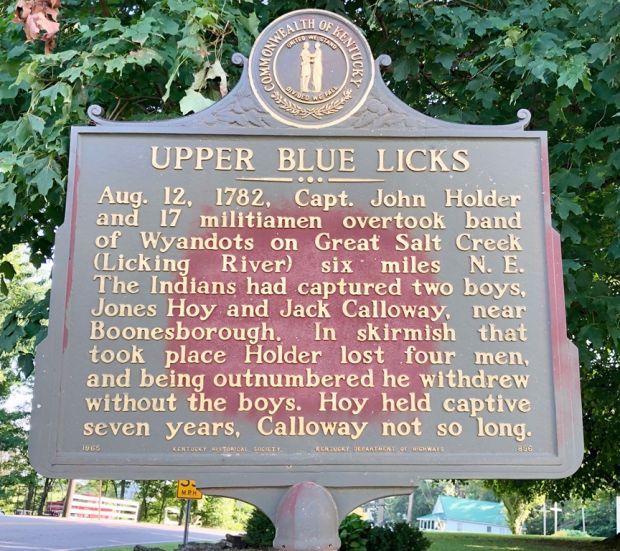 COMMONWEALTH OF KENTUCKY
UNITED WE STAND
DIVIDED WE FALL
UPPER BLUE LICKS
Aug. 12, 1782, Capt. John Holder
and 17 militiamen overtook band
of Wyandots on Great Salt Creek
(Licking River) six miles N. E.
The Indians had captured two boys,
Jones Hoy and Jack Calloway, near
Boonesborough. In skirmish that
took place Holder lost four men,
and being outnumbered he withdrew
without the boys. Hoy held captive
seven years, Calloway not so long.
1965 KENTUCKY HISTORICAL SOCIETY KENTUCKY DEPARTMENT OF HIGHWAYS 896
MPH